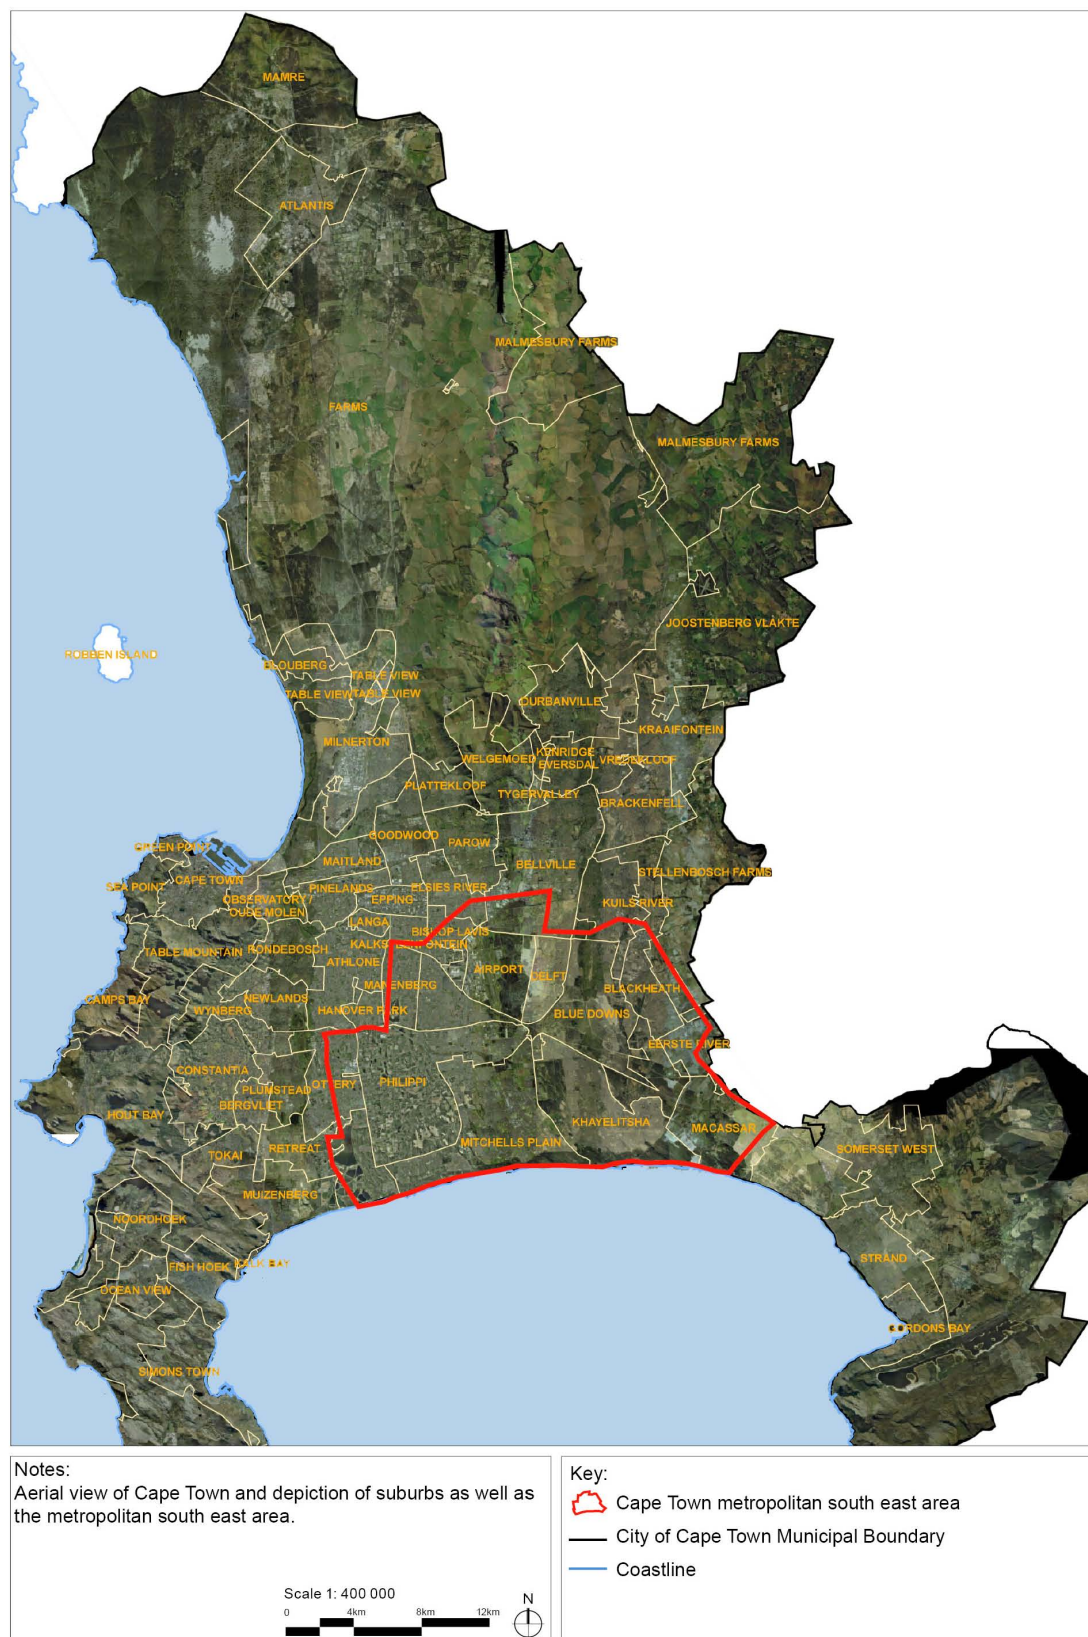 MAMRE
ATLANTIS
MALMESBURY FARMS
FARMS
MALMESBURY FARMS
JOOSTENBERG VLAKTE
ROBBEN ISLAND
BLOUBERG
TABLE VIEW
TABLE VIEW
TABLE VIEW
DURBANVILLE
KRAAIFONTEIN
MILNERTON
WELGEMOED
KENRIDGE
EVERSDAL
VREDEKLOOF
PLATTEKLOOF
TYGERVALLEY
BRACKENFELL
GOODWOOD
PAROW
GREEN POINT
MAITLAND
BELLVILLE
STELLENBOSCH FARMS
SEA POINT
CAPE TOWN
PINELANDS
ELSIES RIVER
OBSERVATORY /
OUDE MOLEN
EPPING
KUILS RIVER
LANGA
BISHOP LAVIS
TABLE MOUNTAIN
RONDEBOSCH
KALKSTEENFONTEIN
ATHLONE
AIRPORT
DELFT
MANENBERG
BLACKHEATH
CAMPS BAY
NEWLANDS
WYNBERG
HANOVER PARK
BLUE DOWNS
EERSTE RIVER
CONSTANTIA
OTTERY
PHILIPPI
PLUMSTEAD
BERGVLIET
HOUT BAY
KHAYELITSHA
MACASSAR
TOKAI
RETREAT
MITCHELLS PLAIN
SOMERSET WEST
MUIZENBERG
NOORDHOEK
FISH HOEK
KALK BAY
STRAND
OCEAN VIEW
GORDONS BAY
SIMONS TOWN
Notes:
Aerial view of Cape Town and depiction of suburbs as well as
the metropolitan south east area.
Scale 1: 400 000
0 4km 8km 12km
N
Key:
Cape Town metropolitan south east area
City of Cape Town Municipal Boundary
Coastline